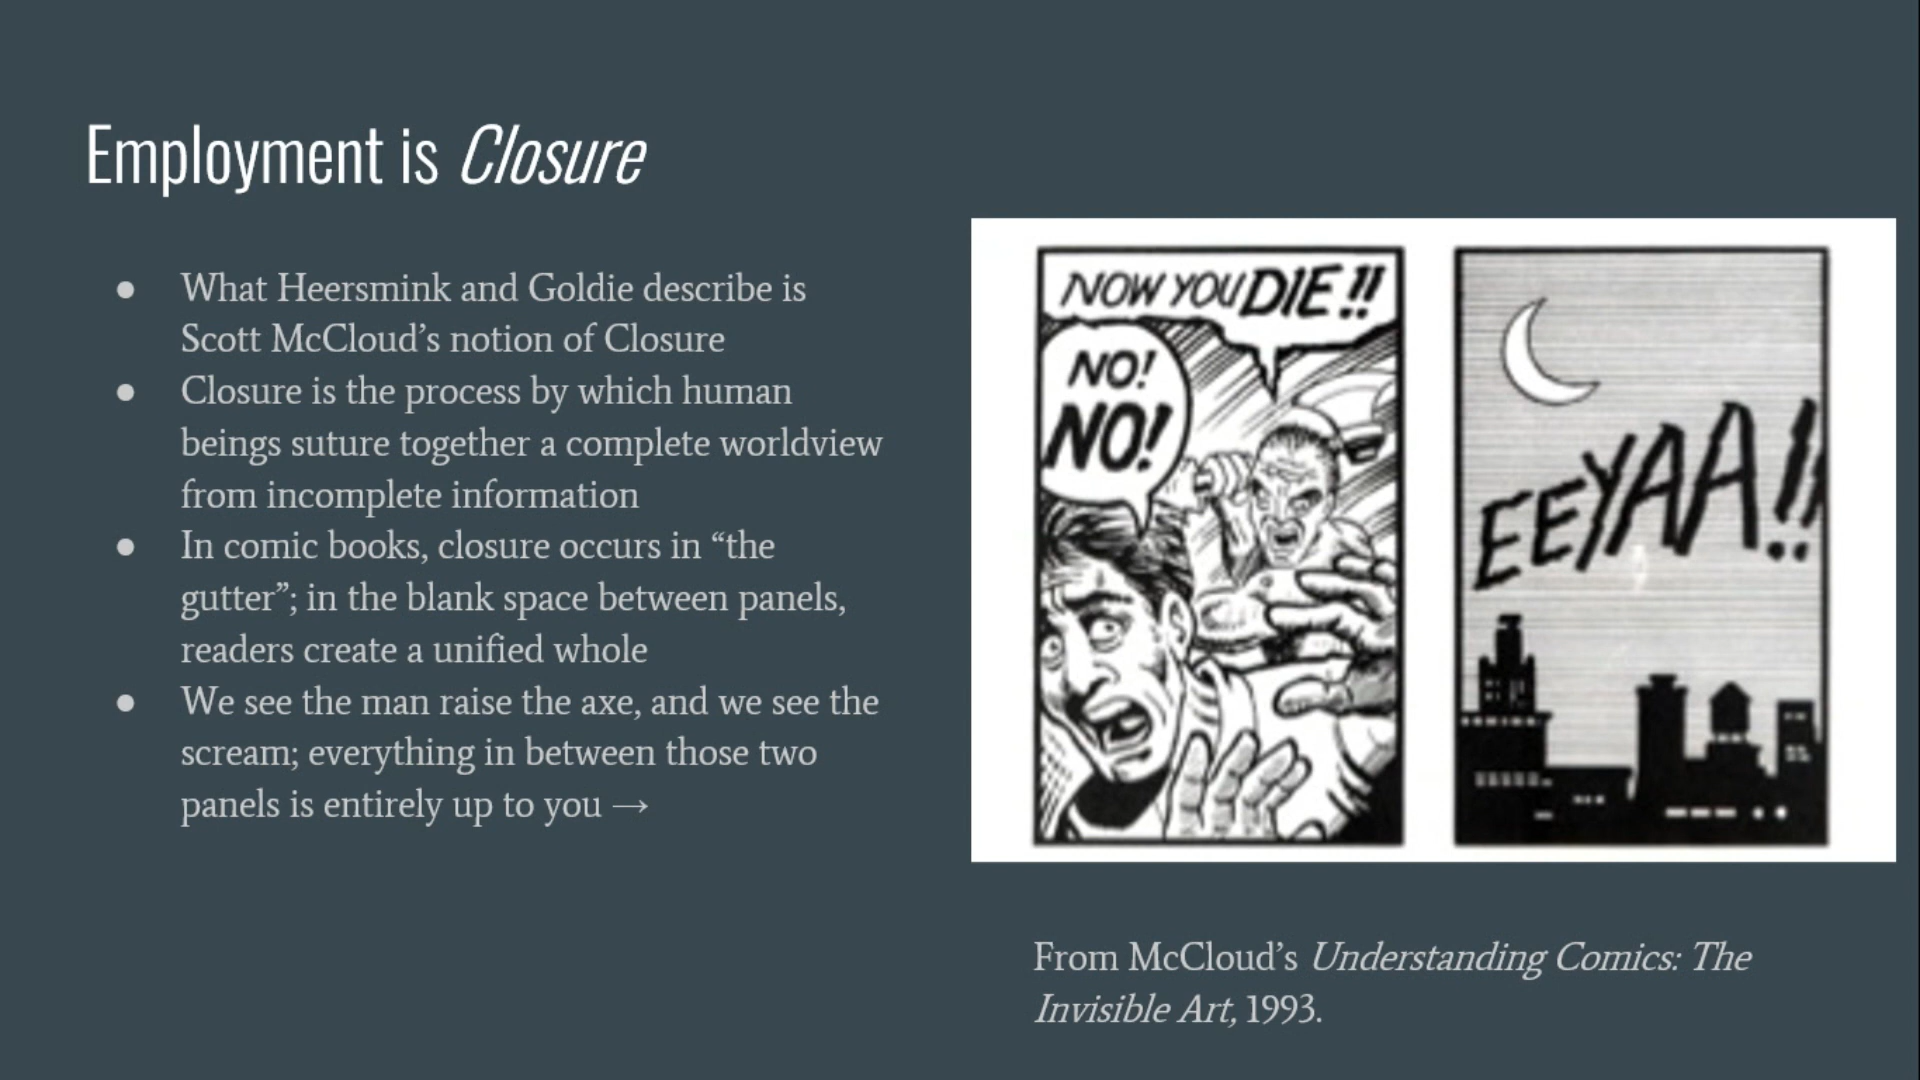 Employment is Closure
● What Heersmink and Goldie describe is
Scott McCloud’s notion of Closure
● Closure is the process by which human
beings suture together a complete worldview
from incomplete information
● In comic books, closure occurs in “the
gutter”; in the blank space between panels,
readers create a unified whole
● We see the man raise the axe, and we see the
scream; everything in between those two
panels is entirely up to you →
NOW YOU DIE!!
NO!
NO!
EEYAA!!
From McCloud’s Understanding Comics: The
Invisible Art, 1993.